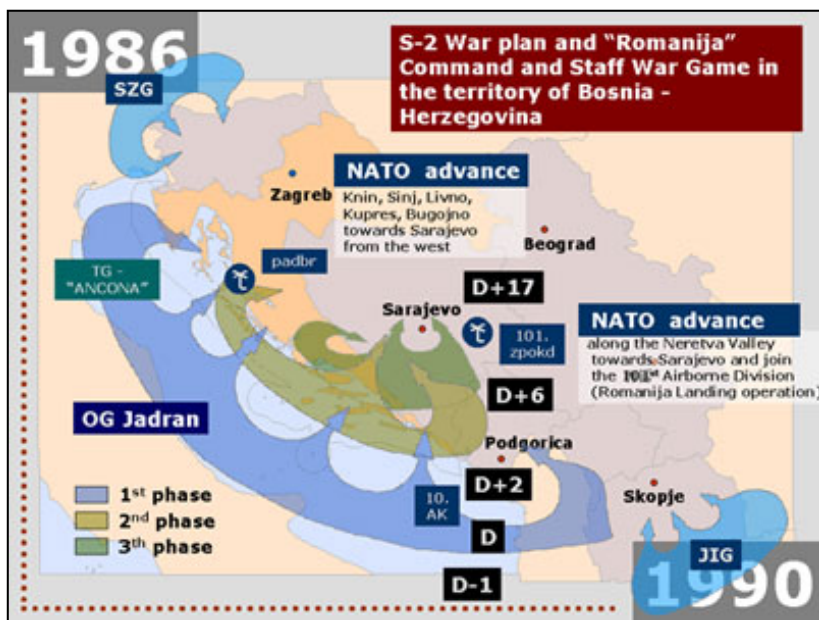 1986
SZG
S-2 War plan and “Romanija”
Command and Staff War Game in
the territory of Bosnia -
Herzegovina
NATO advance
Knin, Sinj, Livno,
Kupres, Bugojno
towards Sarajevo
from the west
Zagreb
Beograd
padbr
TG -
"ANCONA"
D+17
Sarajevo
101.
zpokd
NATO advance
along the Neretva Valley
towards Sarajevo and join
the 101st Airborne Division
(Romanija Landing operation)
D+6
OG Jadran
Podgorica
D+2
Skopje
1st phase
2nd phase
3th phase
10.
AK
D
D-1
JIG
1990